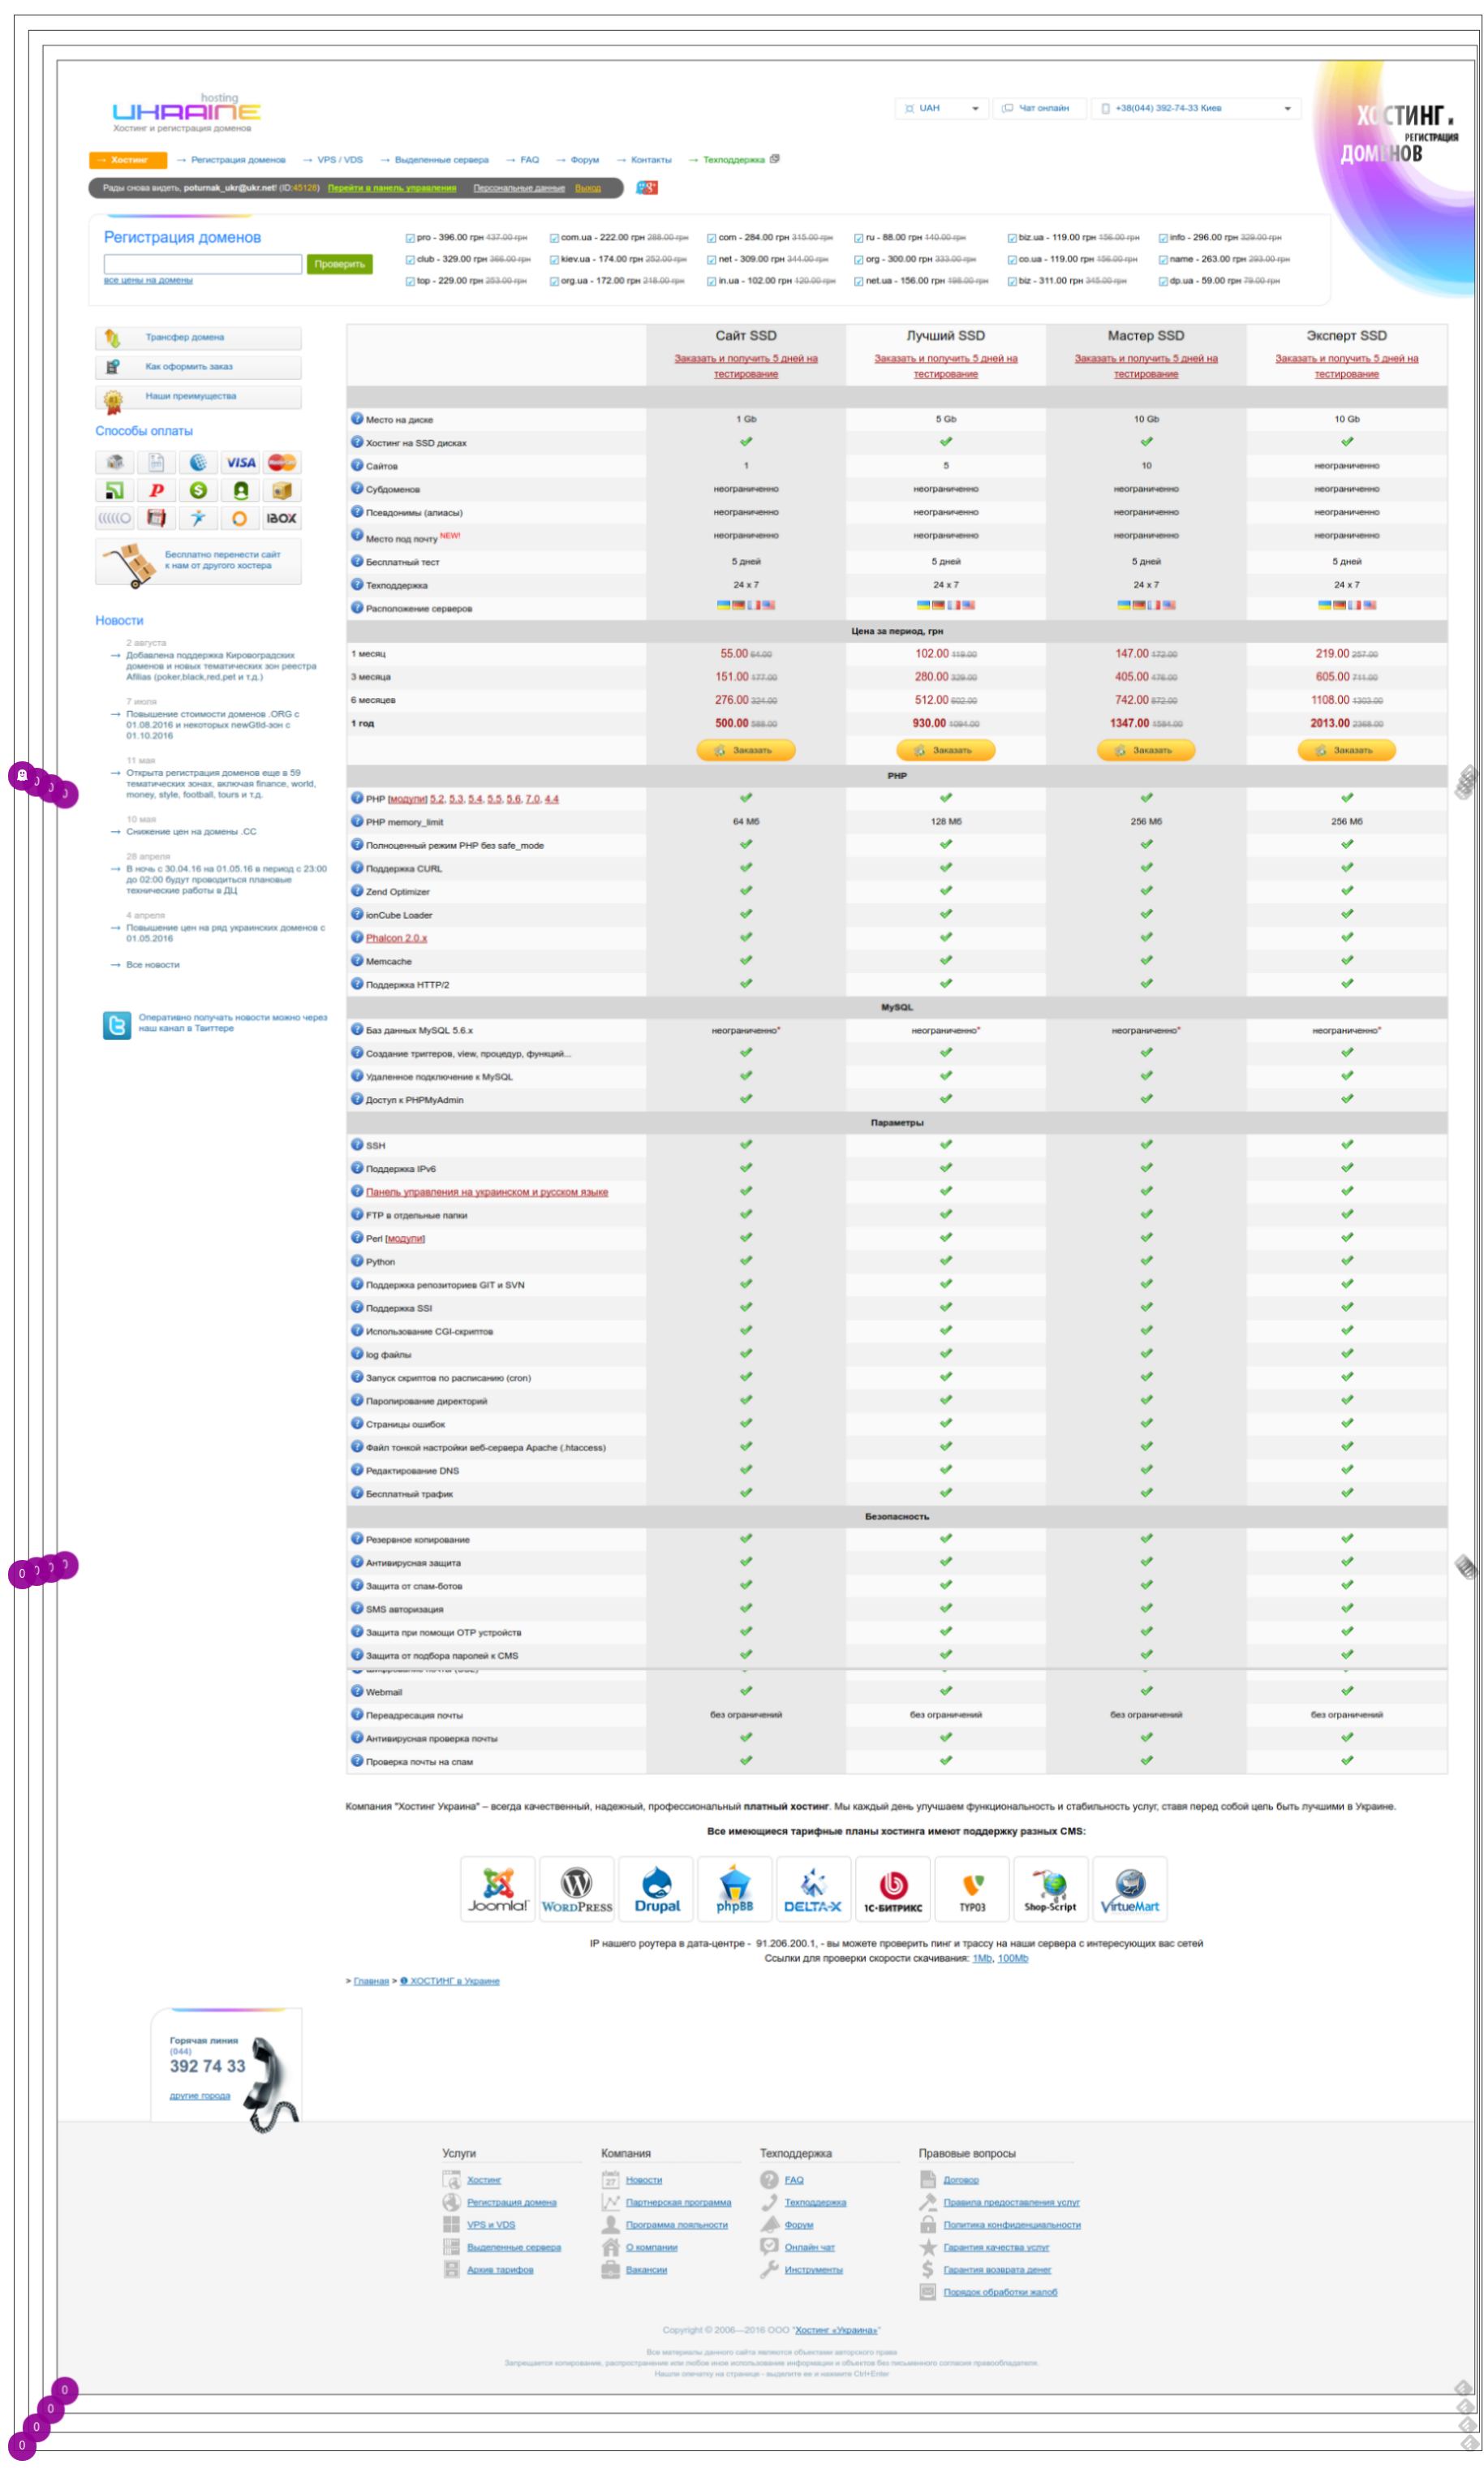 hosting
UKRAINE
Хостинг и регистрация доменов
UAH
Чат онлайн
+38(044) 392-74-33 Киев
ХОСТИНГ и
РЕГИСТРАЦИЯ
ДОМЕНОВ
→ Хостинг → Регистрация доменов → VPS / VDS → Выделенные сервера → FAQ → Форум → Контакты → Техподдержка
Рады снова видеть, poturnak_ukr@ukr.net! (ID:45128) Перейти в панель управления Персональные данные Выход
Регистрация доменов
Проверить
все цены на домены
pro - 396.00 грн 437.00 грн com.ua - 222.00 грн 288.00 грн com - 284.00 грн 315.00 грн ru - 88.00 грн 140.00 грн biz.ua - 119.00 грн 156.00 грн info - 296.00 грн 329.00 грн
club - 329.00 грн 366.00 грн kiev.ua - 174.00 грн 252.00 грн net - 309.00 грн 344.00 грн org - 300.00 грн 333.00 грн co.ua - 119.00 грн 156.00 грн name - 263.00 грн 293.00 грн
top - 229.00 грн 253.00 грн org.ua - 172.00 грн 218.00 грн in.ua - 102.00 грн 120.00 грн net.ua - 156.00 грн 198.00 грн biz - 311.00 грн 345.00 грн dp.ua - 59.00 грн 79.00 грн
Трансфер домена
Как оформить заказ
Наши преимущества
Способы оплаты
VISA
IBOX
Бесплатно перенести сайт
к нам от другого хостера
Новости
2 августа
→ Добавлена поддержка Кировоградских
доменов и новых тематических зон реестра
Afilias (poker,black,red,pet и т.д.)
7 июля
→ Повышение стоимости доменов .ORG с
01.08.2016 и некоторых newGtld-зон с
01.10.2016
11 мая
→ Открыта регистрация доменов еще в 59
тематических зонах, включая finance, world,
money, style, football, tours и т.д.
10 мая
→ Снижение цен на домены .CC
28 апреля
→ В ночь с 30.04.16 на 01.05.16 в период с 23:00
до 02:00 будут проводиться плановые
технические работы в ДЦ
4 апреля
→ Повышение цен на ряд украинских доменов с
01.05.2016
→ Все новости
Оперативно получать новости можно через
наш канал в Твиттере
Сайт SSD Лучший SSD Мастер SSD Эксперт SSD
Заказать и получить 5 дней на Заказать и получить 5 дней на Заказать и получить 5 дней на Заказать и получить 5 дней на
тестирование тестирование тестирование тестирование
Место на диске 1 Gb 5 Gb 10 Gb 10 Gb
Хостинг на SSD дисках
Сайтов 1 5 10 неограниченно
Субдоменов неограниченно неограниченно неограниченно неограниченно
Псевдонимы (алиасы) неограниченно неограниченно неограниченно неограниченно
Место под почту NEW! неограниченно неограниченно неограниченно неограниченно
Бесплатный тест 5 дней 5 дней 5 дней 5 дней
Техподдержка 24 x 7 24 x 7 24 x 7 24 x 7
Расположение серверов
Цена за период, грн
1 месяц 55.00 64.00 102.00 119.00 147.00 172.00 219.00 257.00
3 месяца 151.00 177.00 280.00 329.00 405.00 476.00 605.00 711.00
6 месяцев 276.00 324.00 512.00 602.00 742.00 872.00 1108.00 1303.00
1 год 500.00 588.00 930.00 1094.00 1347.00 1584.00 2013.00 2368.00
Заказать Заказать Заказать Заказать
PHP
PHP [модули] 5.2, 5.3, 5.4, 5.5, 5.6, 7.0, 4.4
PHP memory_limit 64 Мб 128 Мб 256 Мб 256 Мб
Полноценный режим PHP без safe_mode
Поддержка CURL
Zend Optimizer
ionCube Loader
Phalcon 2.0.x
Memcache
Поддержка HTTP/2
MySQL
Баз данных MySQL 5.6.x неограниченно* неограниченно* неограниченно* неограниченно*
Создание триггеров, view, процедур, функций...
Удаленное подключение к MySQL
Доступ к PHPMyAdmin
Параметры
SSH
Поддержка IPv6
Панель управления на украинском и русском языке
FTP в отдельные папки
Perl [модули]
Python
Поддержка репозиториев GIT и SVN
Поддержка SSI
Использование CGI-скриптов
log файлы
Запуск скриптов по расписанию (cron)
Паролирование директорий
Страницы ошибок
Файл тонкой настройки веб-сервера Apache (.htaccess)
Редактирование DNS
Бесплатный трафик
Безопасность
Резервное копирование
Антивирусная защита
Защита от спам-ботов
SMS авторизация
Защита при помощи OTP устройств
Защита от подбора паролей к CMS
Webmail
Переадресация почты без ограничений без ограничений без ограничений без ограничений
Антивирусная проверка почты
Проверка почты на спам
Компания "Хостинг Украина" – всегда качественный, надежный, профессиональный платный хостинг. Мы каждый день улучшаем функциональность и стабильность услуг, ставя перед собой цель быть лучшими в Украине.
Все имеющиеся тарифные планы хостинга имеют поддержку разных CMS:
Joomla! WORDPRESS Drupal phpBB DELTA-X 1С-БИТРИКС TYPO3 Shop-Script VirtueMart
IP нашего роутера в дата-центре - 91.206.200.1, - вы можете проверить пинг и трассу на наши сервера с интересующих вас сетей
Ссылки для проверки скорости скачивания: 1Mb, 100Mb
> Главная > ХОСТИНГ в Украине
Горячая линия
(044)
392 74 33
другие города
Услуги Компания Техподдержка Правовые вопросы
Хостинг 27 Новости FAQ Договор
Регистрация домена Партнерская программа Техподдержка Правила предоставления услуг
VPS и VDS Программа лояльности Форум Политика конфиденциальности
Выделенные сервера О компании Онлайн чат Гарантия качества услуг
Архив тарифов Вакансии Инструменты Гарантия возврата денег
Порядок обработки жалоб
Copyright © 2006—2016 ООО "Хостинг «Украина»"
Все материалы данного сайта являются объектами авторского права
Запрещается копирование, распространение или любое иное использование информации и объектов без письменного согласия правообладателя.
Нашли опечатку на странице - выделите ее и нажмите Ctrl+Enter
0
0
0
0
0